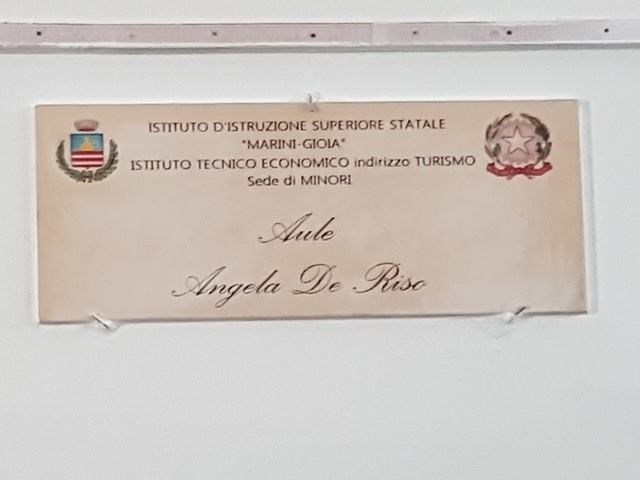 ISTITUTO D'ISTRUZIONE SUPERIORE STATALE
"MARINI-GIOIA"
ISTITUTO TECNICO ECONOMICO indirizzo TURISMO
Sede di MINORI
Aule
Angela De Riso